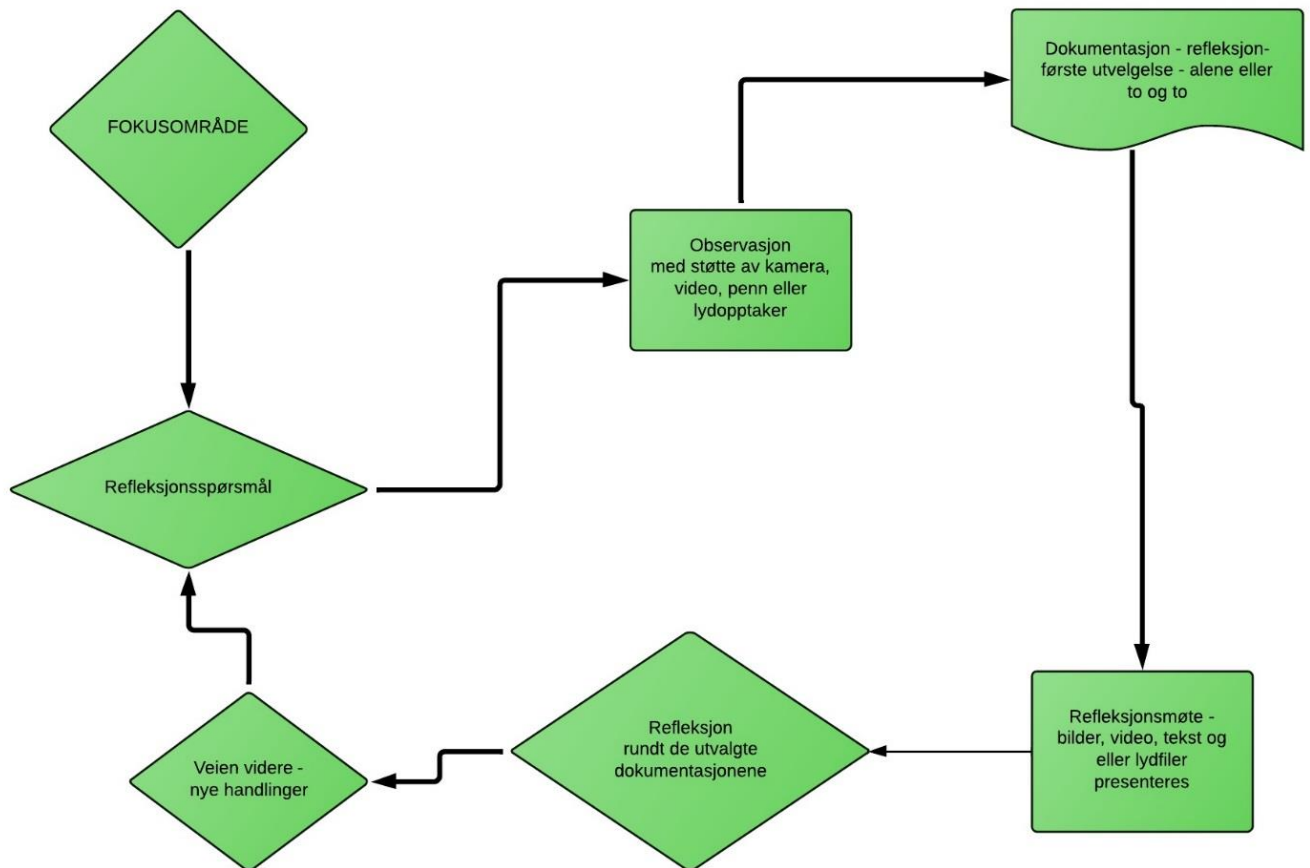 FOKUSOMRÅDE
Refleksjonsspørsmål
Observasjon
med støtte av kamera,
video, penn eller
lydopptaker
Dokumentasjon - refleksjon-
første utvelgelse - alene eller
to og to
Refleksjonsmøte -
bilder, video, tekst og
eller lydfiler
presenteres
Refleksjon
rundt de utvalgte
dokumentasjonene
Veien videre -
nye handlinger